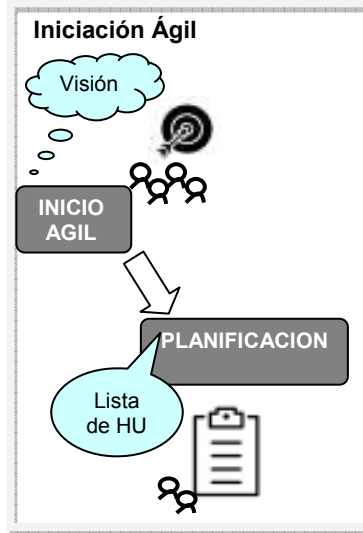 Iniciación Ágil
Visión
INICIO
AGIL
PLANIFICACION
Lista
de HU